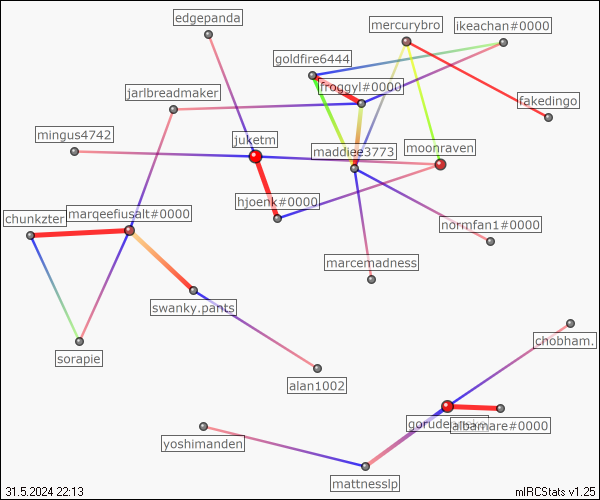 edgepanda
mercurybro
ikeachan#0000
goldfire6444
froggyl#0000
jarlbreadmaker
fakedingo
mingus4742
juketm
maddiee3773
moonraven
hjoenk#0000
chunkzter
marqeefiusalt#0000
normfan1#0000
marcemadness
swanky.pants
chobham.
sorapie
alan1002
albamare#0000
yoshimanden
mattnesslp
31.5.2024 22:13
mIRCStats v1.25